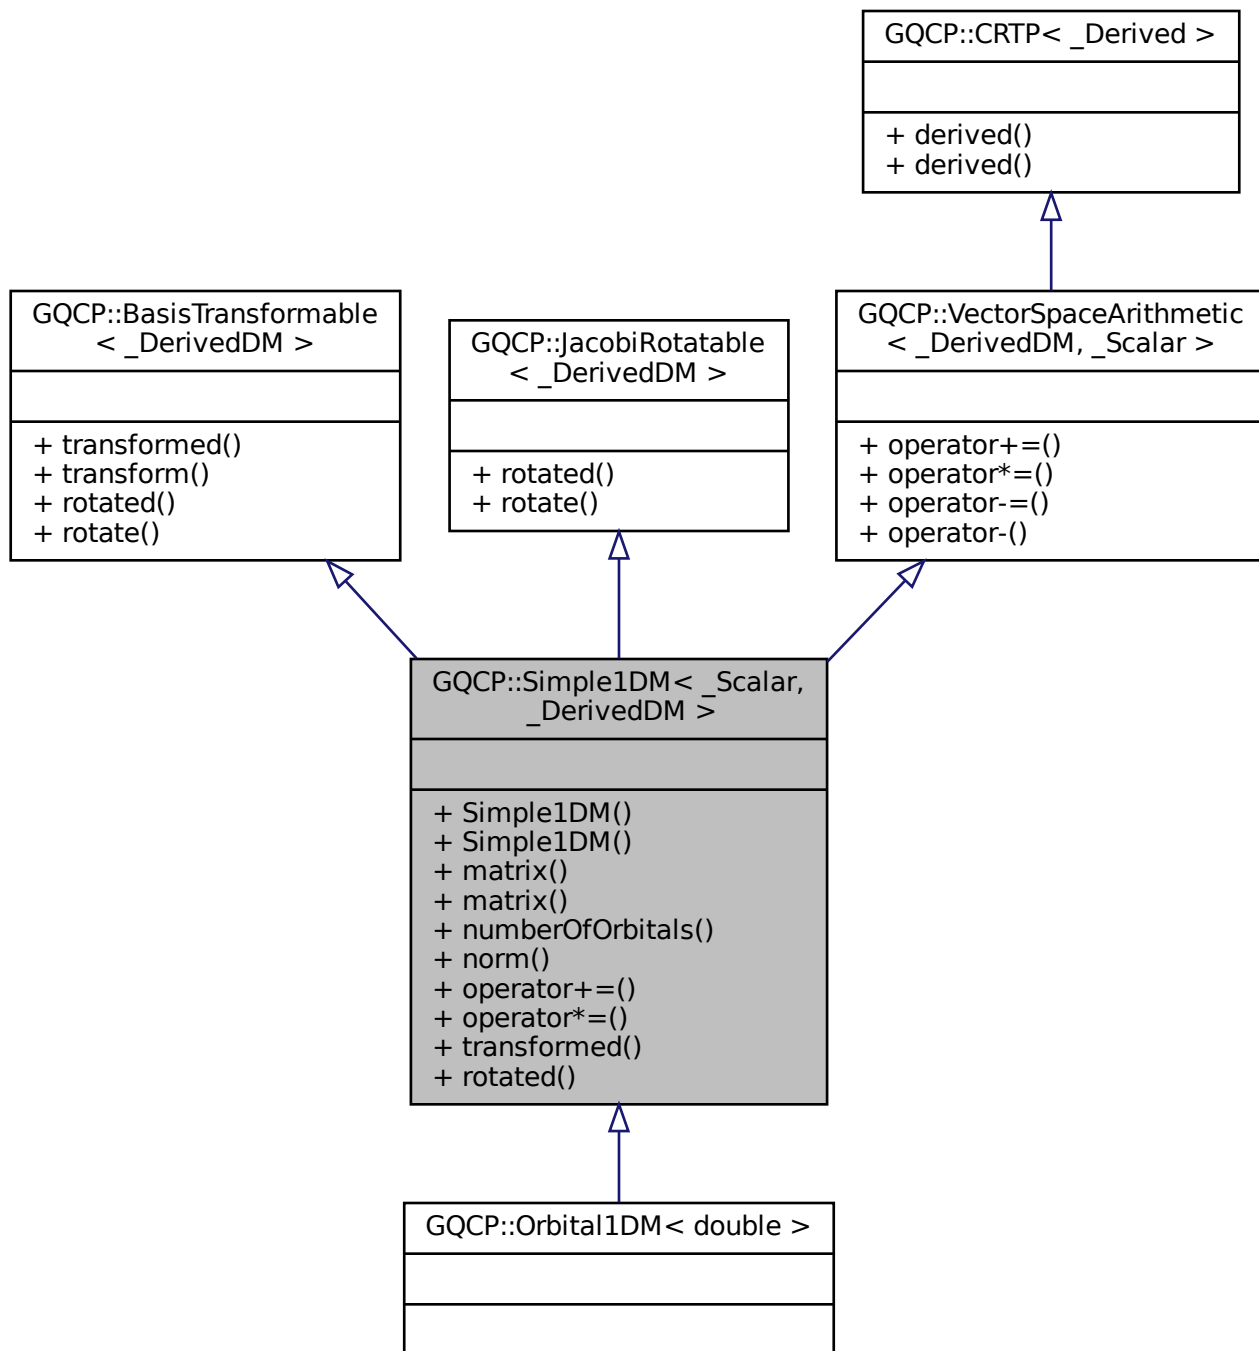 GQCP::CRTP< _Derived >
+ derived()
+ derived()
GQCP::BasisTransformable
< _DerivedDM >
+ transformed()
+ transform()
+ rotated()
+ rotate()
GQCP::JacobiRotatable
< _DerivedDM >
+ rotated()
+ rotate()
GQCP::VectorSpaceArithmetic
< _DerivedDM, _Scalar >
+ operator+=()
+ operator*=()
+ operator-=()
+ operator-()
GQCP::Simple1DM< _Scalar,
_DerivedDM >
+ Simple1DM()
+ Simple1DM()
+ matrix()
+ matrix()
+ numberOfOrbitals()
+ norm()
+ operator+=()
+ operator*=()
+ transformed()
+ rotated()
GQCP::Orbital1DM< double >